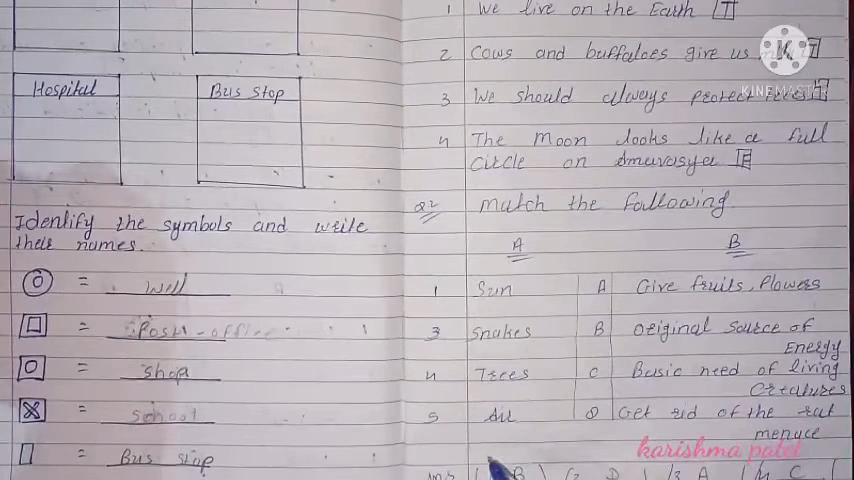 Hospital
Bus stop
Identify the symbols and write
their names.
= Well
= Post-office
= Shop
= School
= Bus stop
1 We live on the Earth T
2 Cows and buffaloes give us T
3 We should always protect
4 The Moon looks like a full
circle on Amavasya F
Q2 Match the following
A B
1 Sun A Give fruits, flowers
3 Snakes B Original source of
Energy
4 Trees C Basic need of living
creatures
5 D Get rid of the rat
menace
B) (2 D) (3 A) (4 C)
K
KINEMASTER
karishma patel